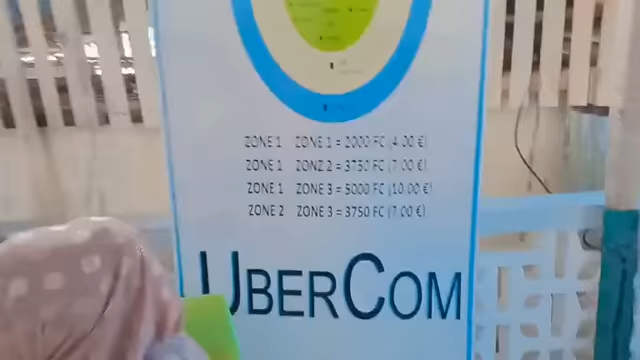 ZONE 1 ZONE 1 = 2000 FC (4.00 €)
ZONE 1 ZON2 2 = 3750 FC (7.00 €)
ZONE 1 ZONE 3 = 5000 FC (10.00 €)
ZONE 2 ZONE 3 = 3750 FC (7.00 €)
UBERCOM